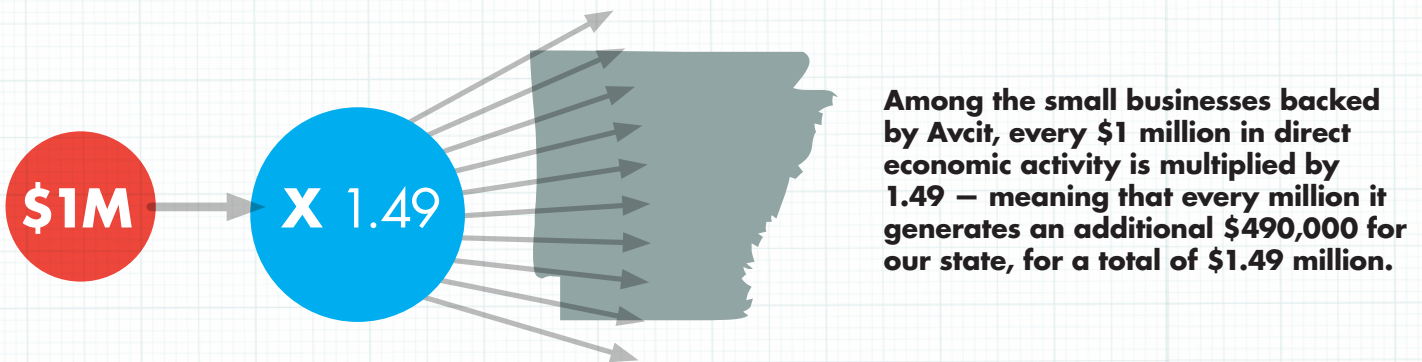 $1M
X 1.49
Among the small businesses backed
by Avcit, every $1 million in direct
economic activity is multiplied by
1.49 — meaning that every million it
generates an additional $490,000 for
our state, for a total of $1.49 million.